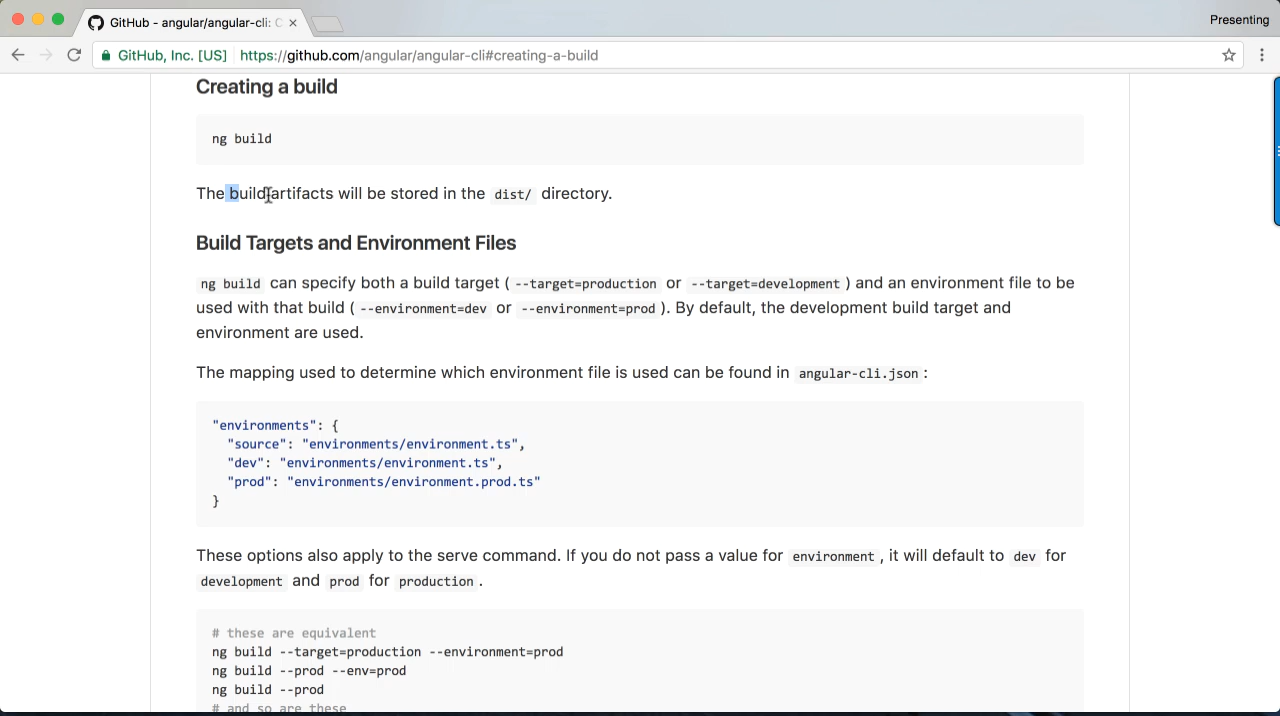 GitHub - angular/angular-cli: C
Presenting
GitHub, Inc. [US] https://github.com/angular/angular-cli#creating-a-build
Creating a build
ng build
The build artifacts will be stored in the dist/ directory.
Build Targets and Environment Files
ng build can specify both a build target ( --target=production or --target=development ) and an environment file to be
used with that build ( --environment=dev or --environment=prod ). By default, the development build target and
environment are used.
The mapping used to determine which environment file is used can be found in angular-cli.json :
"environments": {
"source": "environments/environment.ts",
"dev": "environments/environment.ts",
"prod": "environments/environment.prod.ts"
}
These options also apply to the serve command. If you do not pass a value for environment , it will default to dev for
development and prod for production .
# these are equivalent
ng build --target=production --environment=prod
ng build --prod --env=prod
ng build --prod
# and so are these